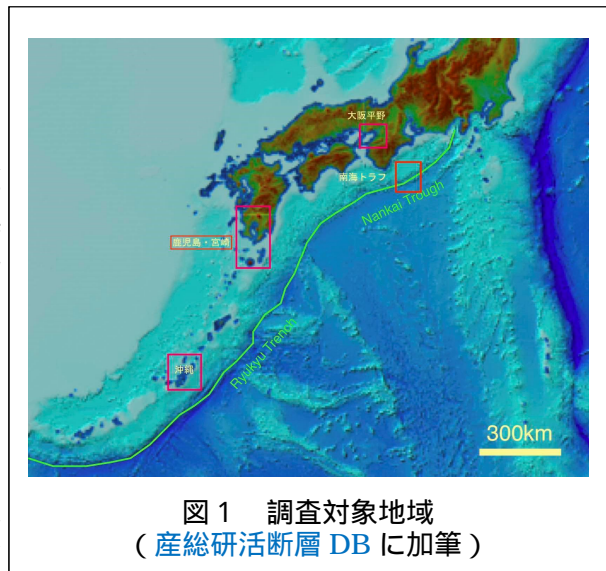 大阪平野
南海トラフ
Nankai Trough
鹿児島・宮崎
Ryukyu Trench
沖縄
300km
図1 調査対象地域
(産総研活断層 DB に加筆)